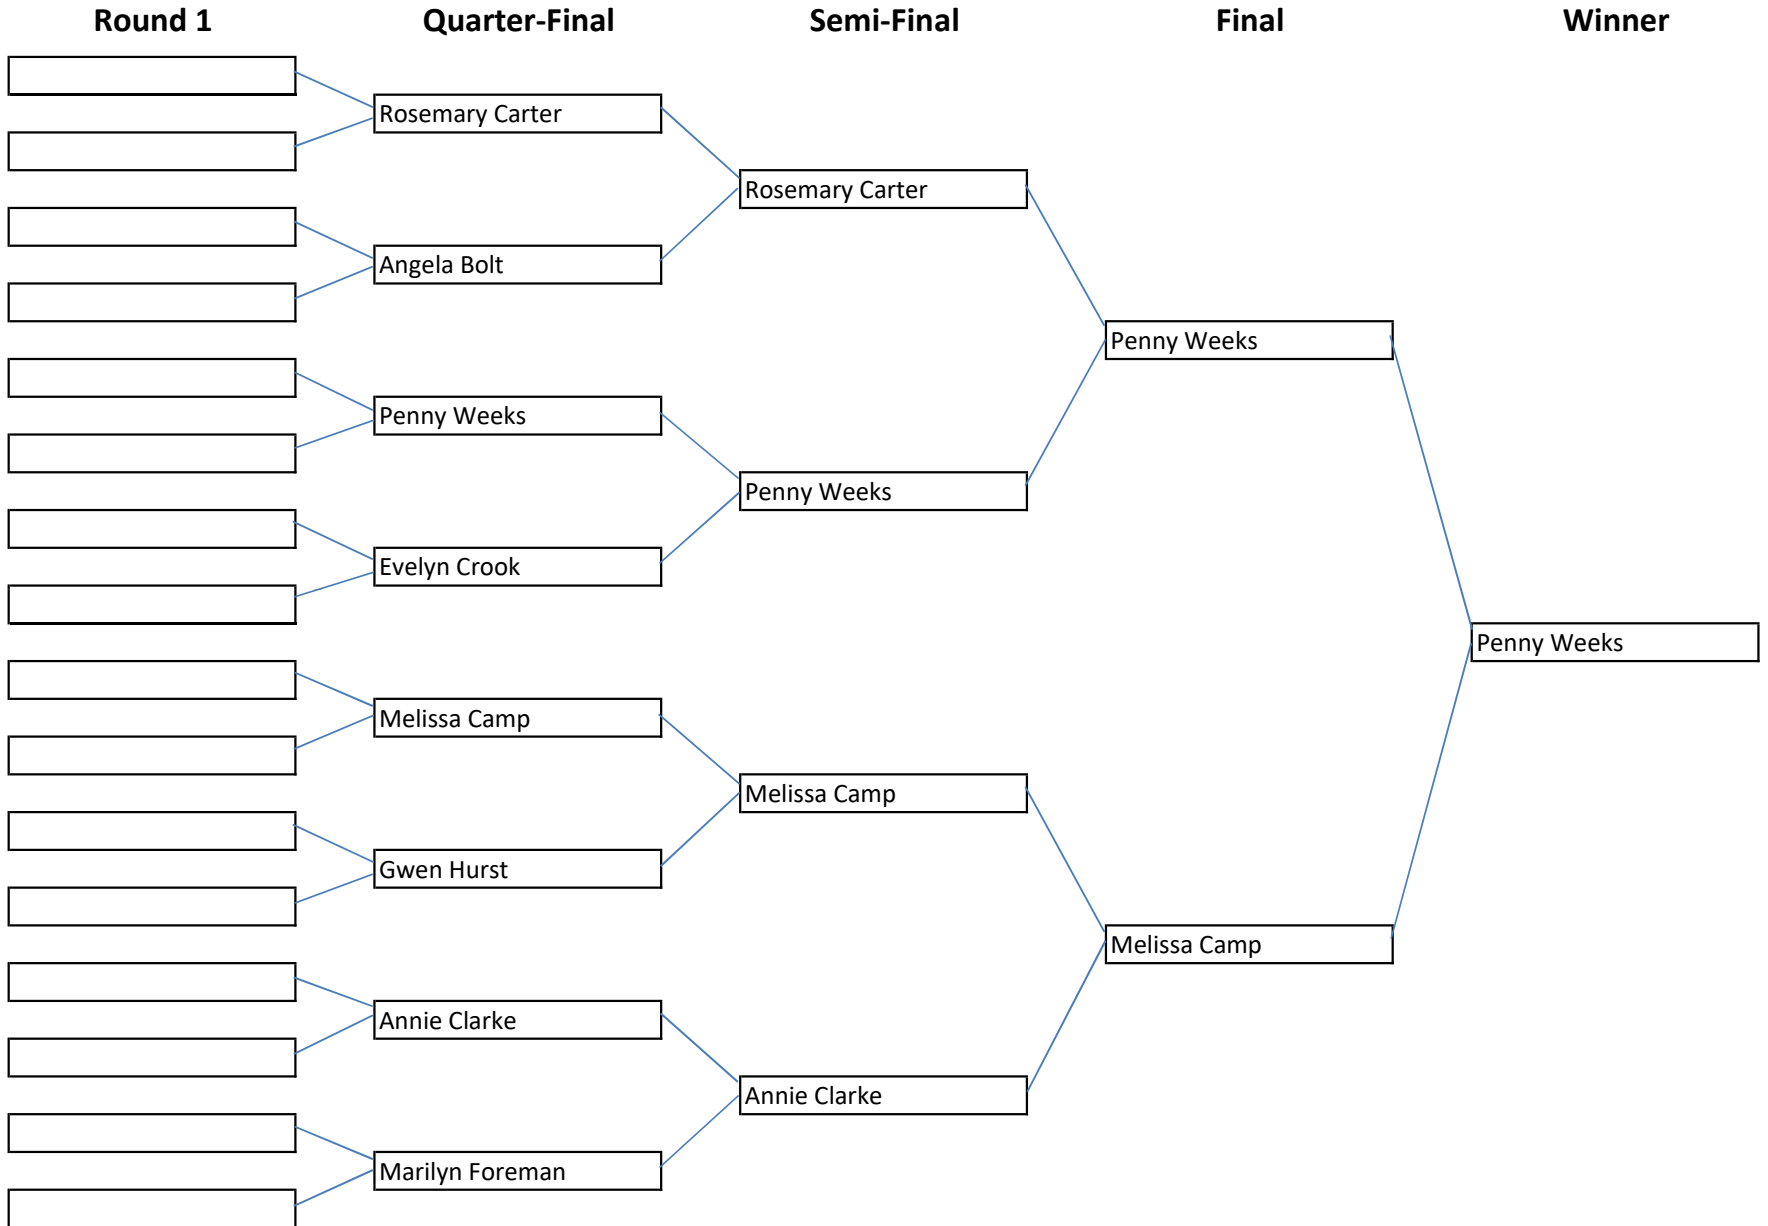 Round 1 Quarter-Final Semi-Final Final Winner
Rosemary Carter
Rosemary Carter
Angela Bolt
Penny Weeks
Penny Weeks
Penny Weeks
Evelyn Crook
Penny Weeks
Melissa Camp
Melissa Camp
Gwen Hurst
Melissa Camp
Annie Clarke
Annie Clarke
Marilyn Foreman